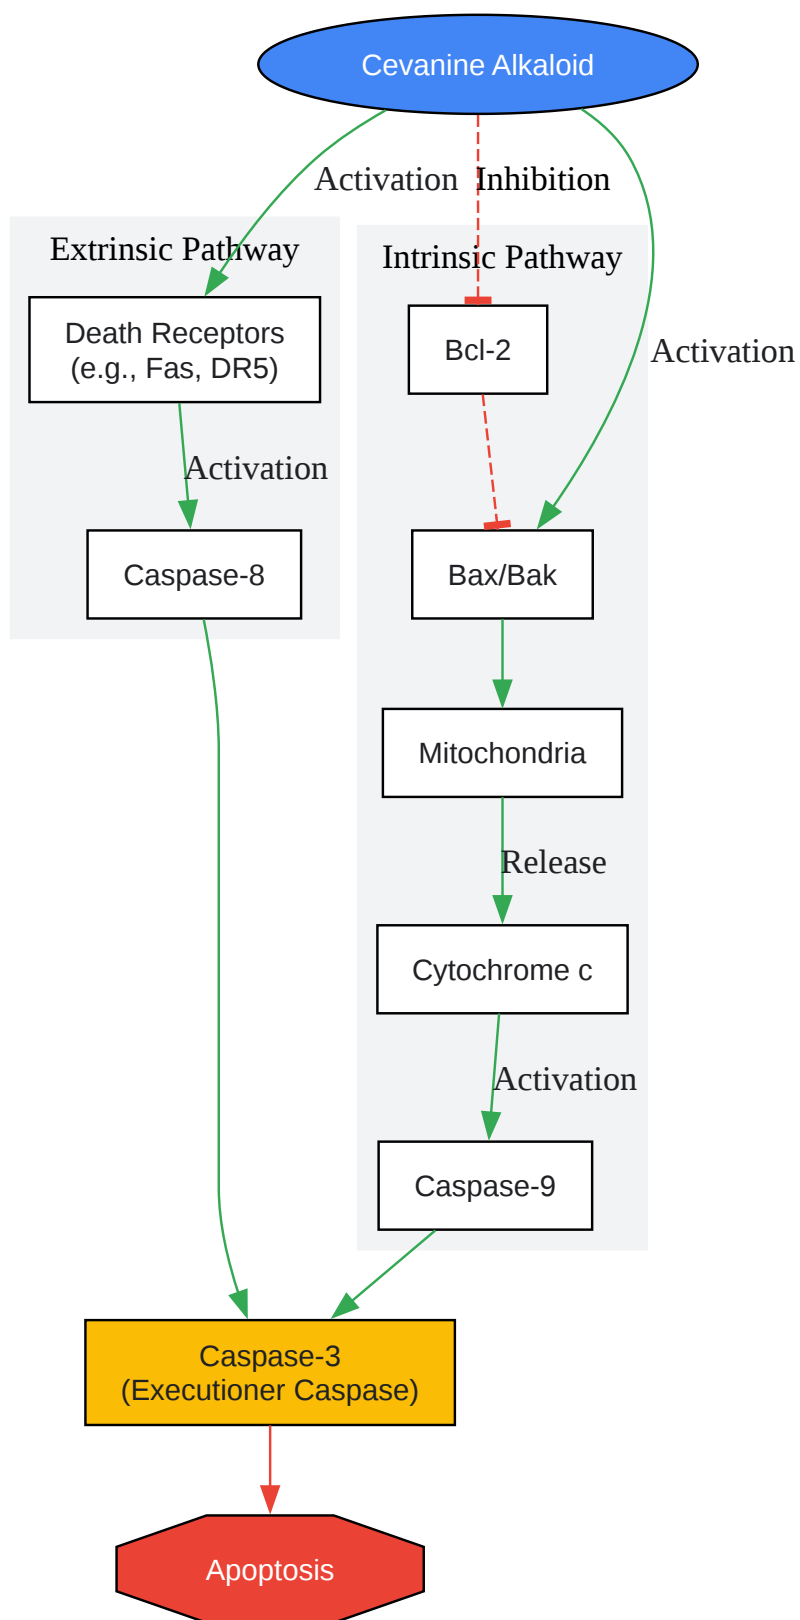 Cevanine Alkaloid
Activation
Inhibition
Extrinsic Pathway
Intrinsic Pathway
Death Receptors
(e.g., Fas, DR5)
Bcl-2
Activation
Activation
Caspase-8
Bax/Bak
Mitochondria
Release
Cytochrome c
Activation
Caspase-9
Caspase-3
(Executioner Caspase)
Apoptosis